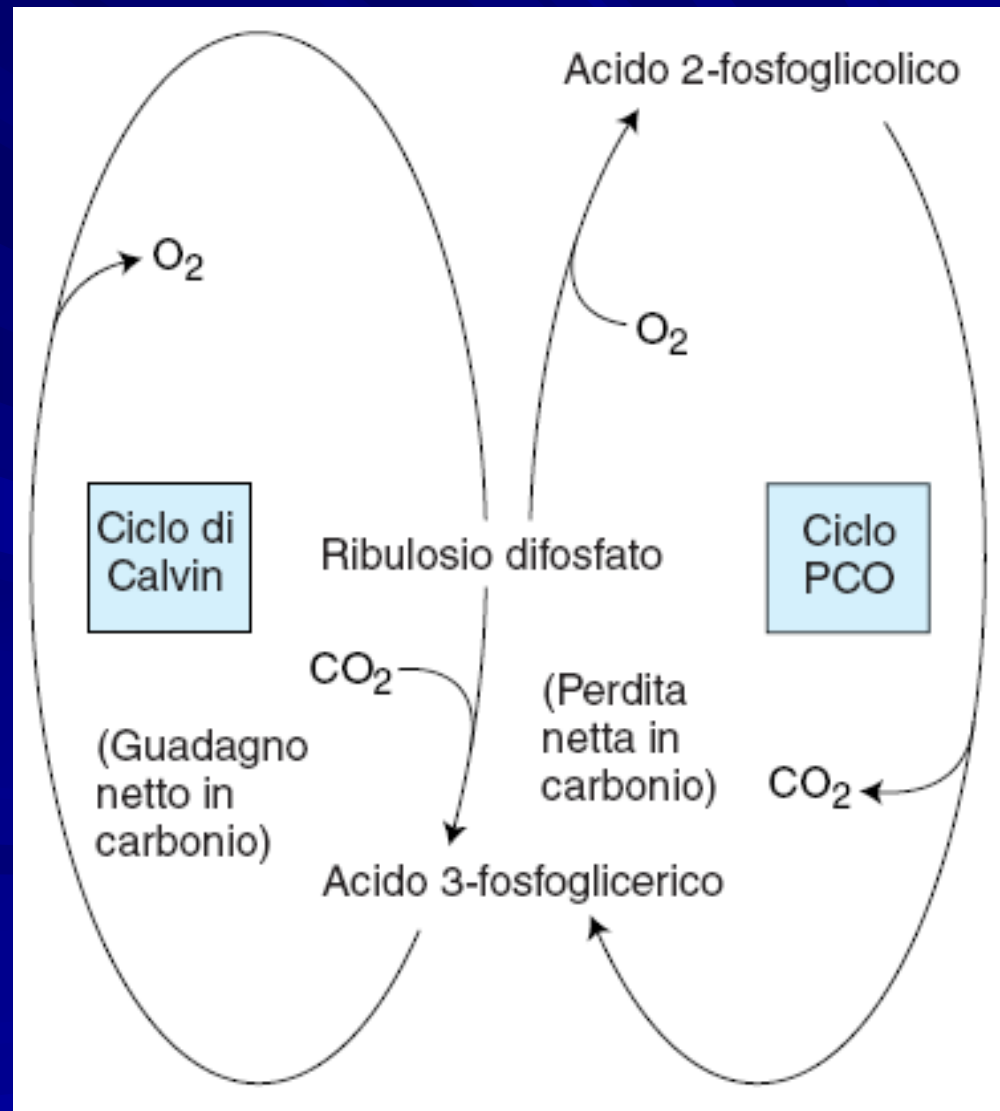 Acido 2-fosfoglicolico
O₂
O₂
Ciclo di
Calvin
Ribulosio difosfato
Ciclo
PCO
CO₂
(Guadagno
netto in
carbonio)
(Perdita
netta in
carbonio)
CO₂
Acido 3-fosfoglicerico